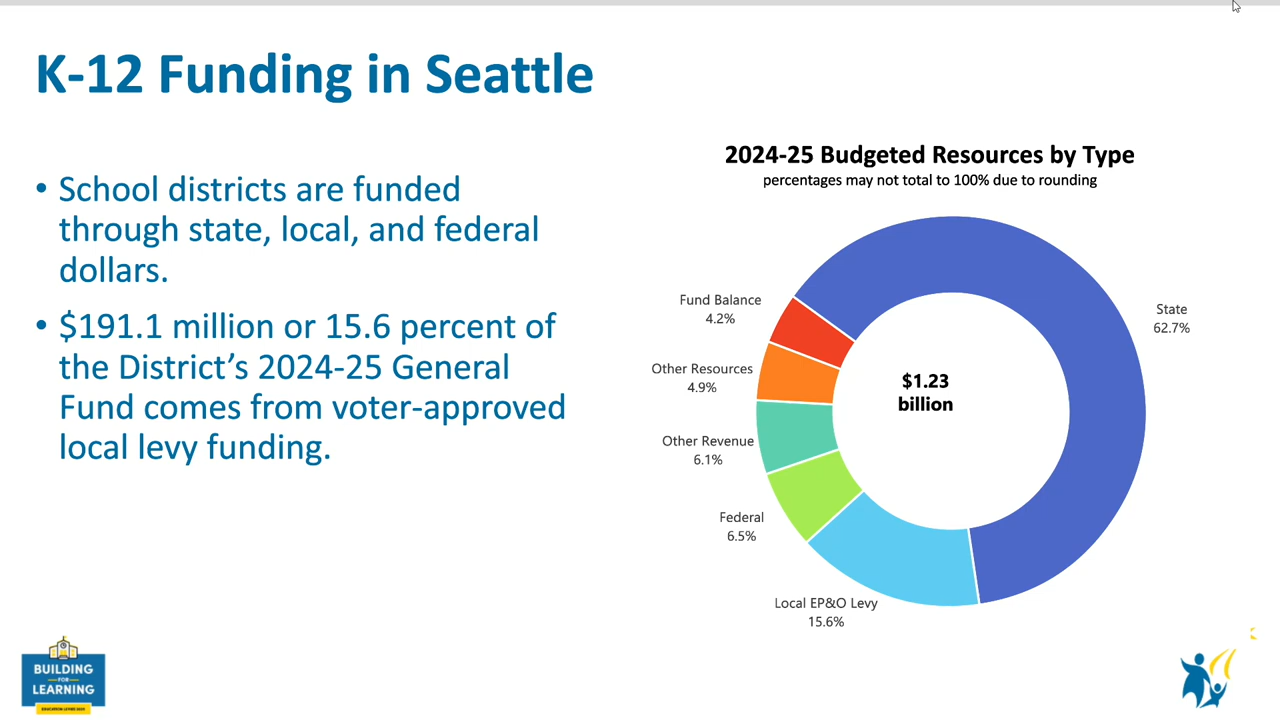 K-12 Funding in Seattle
• School districts are funded
through state, local, and federal
dollars.
• $191.1 million or 15.6 percent of
the District’s 2024-25 General
Fund comes from voter-approved
local levy funding.
2024-25 Budgeted Resources by Type
percentages may not total to 100% due to rounding
Fund Balance
4.2%
Other Resources
4.9%
Other Revenue
6.1%
Federal
6.5%
Local EP&O Levy
15.6%
State
62.7%
$1.23
billion
BUILDING
FOR
LEARNING
EDUCATION LEVIES 2024